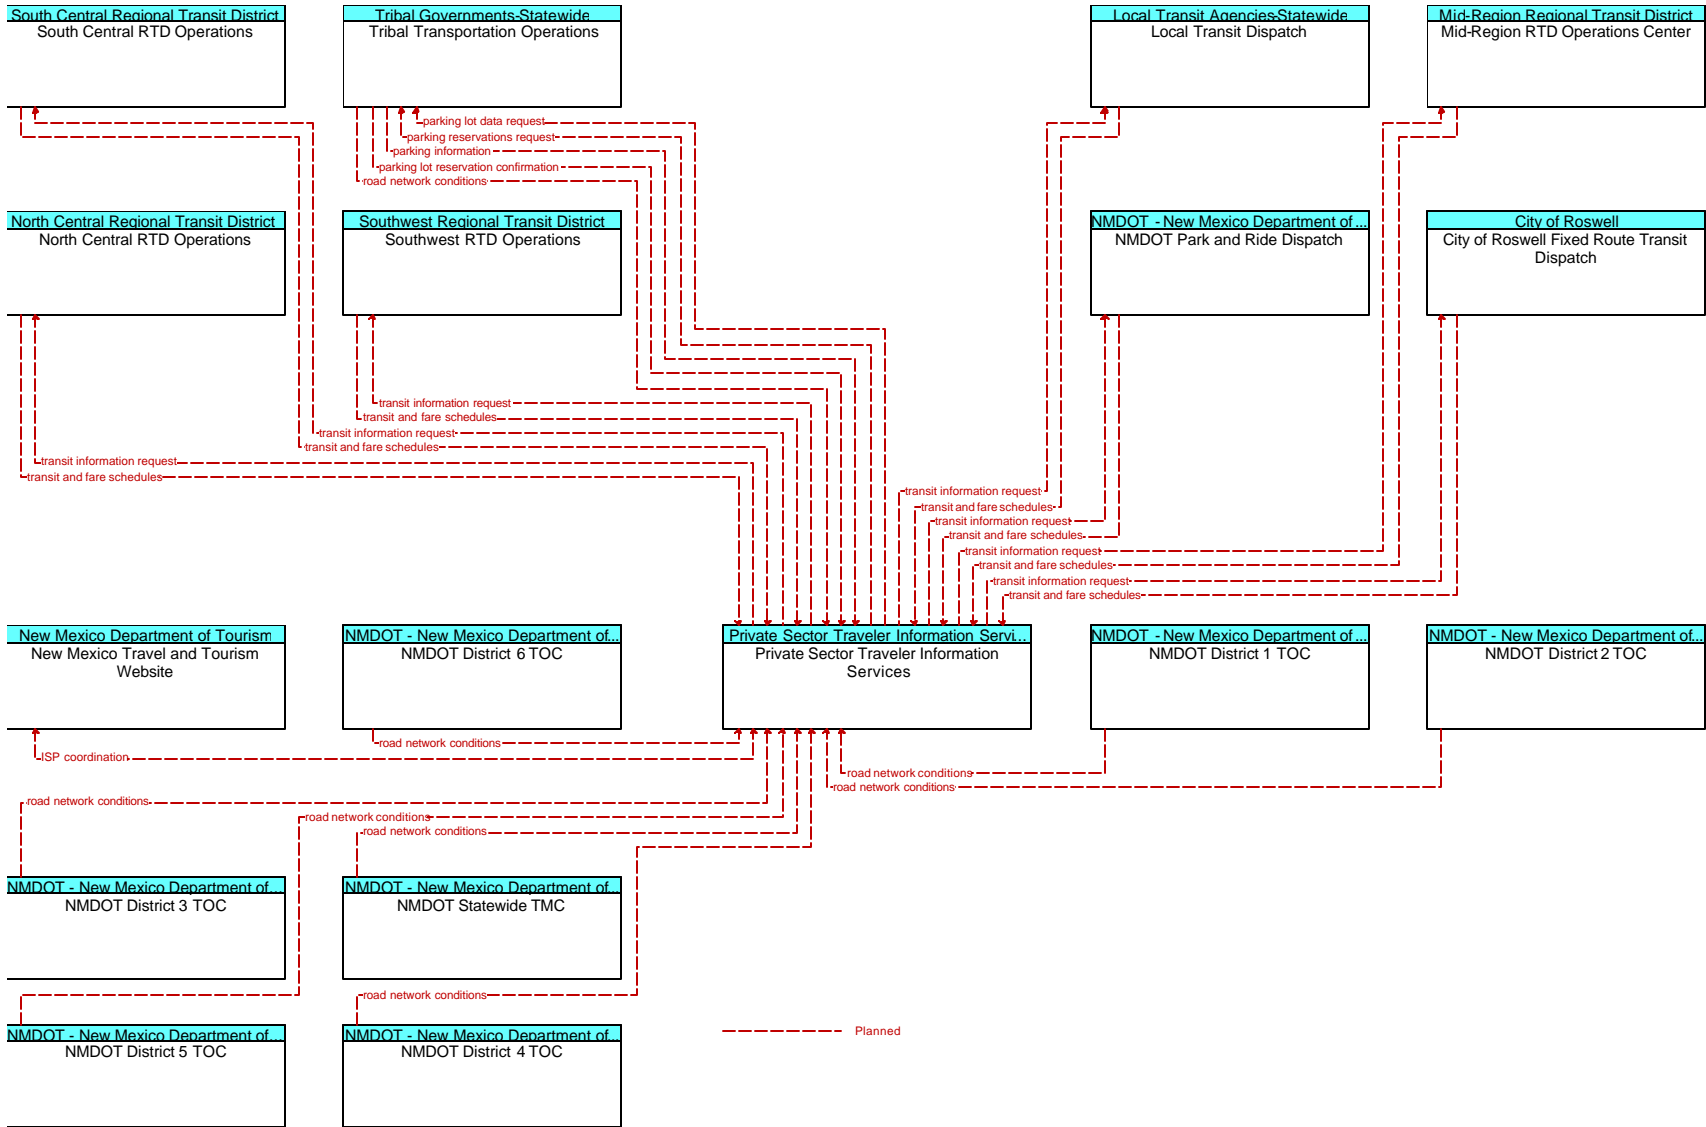 South Central Regional Transit District
South Central RTD Operations
Tribal Governments-Statewide
Tribal Transportation Operations
Local Transit Agencies-Statewide
Local Transit Dispatch
Mid-Region Regional Transit District
Mid-Region RTD Operations Center
parking lot data request
parking reservations request
parking information
parking lot reservation confirmation
road network conditions
North Central Regional Transit District
North Central RTD Operations
Southwest Regional Transit District
Southwest RTD Operations
NMDOT - New Mexico Department of ...
NMDOT Park and Ride Dispatch
City of Roswell
City of Roswell Fixed Route Transit
Dispatch
transit information request
transit and fare schedules
transit information request
transit and fare schedules
transit information request
transit and fare schedules
transit information request
transit and fare schedules
transit information request
transit and fare schedules
transit information request
transit and fare schedules
transit information request
transit and fare schedules
New Mexico Department of Tourism
New Mexico Travel and Tourism
Website
NMDOT - New Mexico Department of...
NMDOT District 6 TOC
Private Sector Traveler Information Servi...
Private Sector Traveler Information
Services
NMDOT - New Mexico Department of ...
NMDOT District 1 TOC
NMDOT - New Mexico Department of...
NMDOT District 2 TOC
road network conditions
ISP coordination
road network conditions
road network conditions
road network conditions
road network conditions
road network conditions
NMDOT - New Mexico Department of...
NMDOT District 3 TOC
NMDOT - New Mexico Department of...
NMDOT Statewide TMC
road network conditions
NMDOT - New Mexico Department of...
NMDOT District 5 TOC
NMDOT - New Mexico Department of...
NMDOT District 4 TOC
Planned